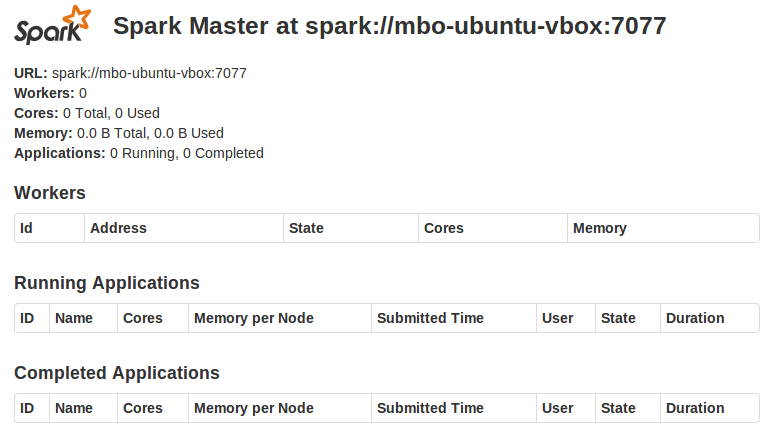 Spark Spark Master at spark://mbo-ubuntu-vbox:7077
URL: spark://mbo-ubuntu-vbox:7077
Workers: 0
Cores: 0 Total, 0 Used
Memory: 0.0 B Total, 0.0 B Used
Applications: 0 Running, 0 Completed
Workers
Id Address State Cores Memory
Running Applications
ID Name Cores Memory per Node Submitted Time User State Duration
Completed Applications
ID Name Cores Memory per Node Submitted Time User State Duration